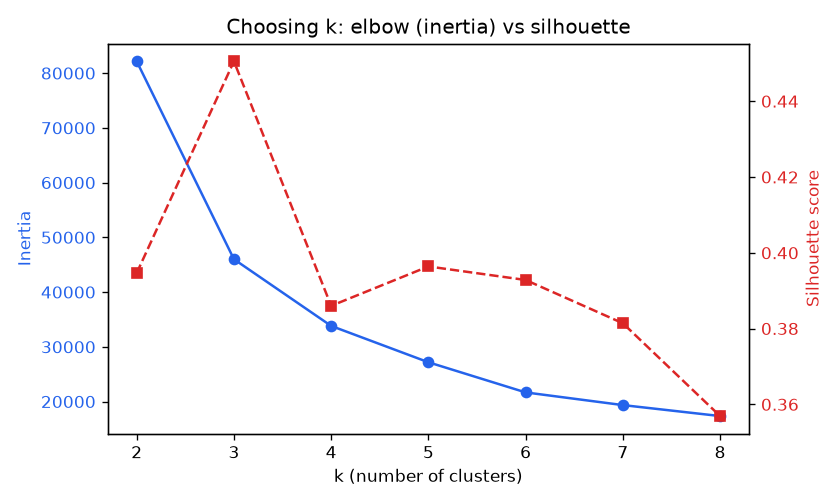 Choosing k: elbow (inertia) vs silhouette
Inertia
80000
70000
60000
50000
40000
30000
20000
0.44
0.42
0.40
0.38
0.36
Silhouette score
2 3 4 5 6 7 8
k (number of clusters)